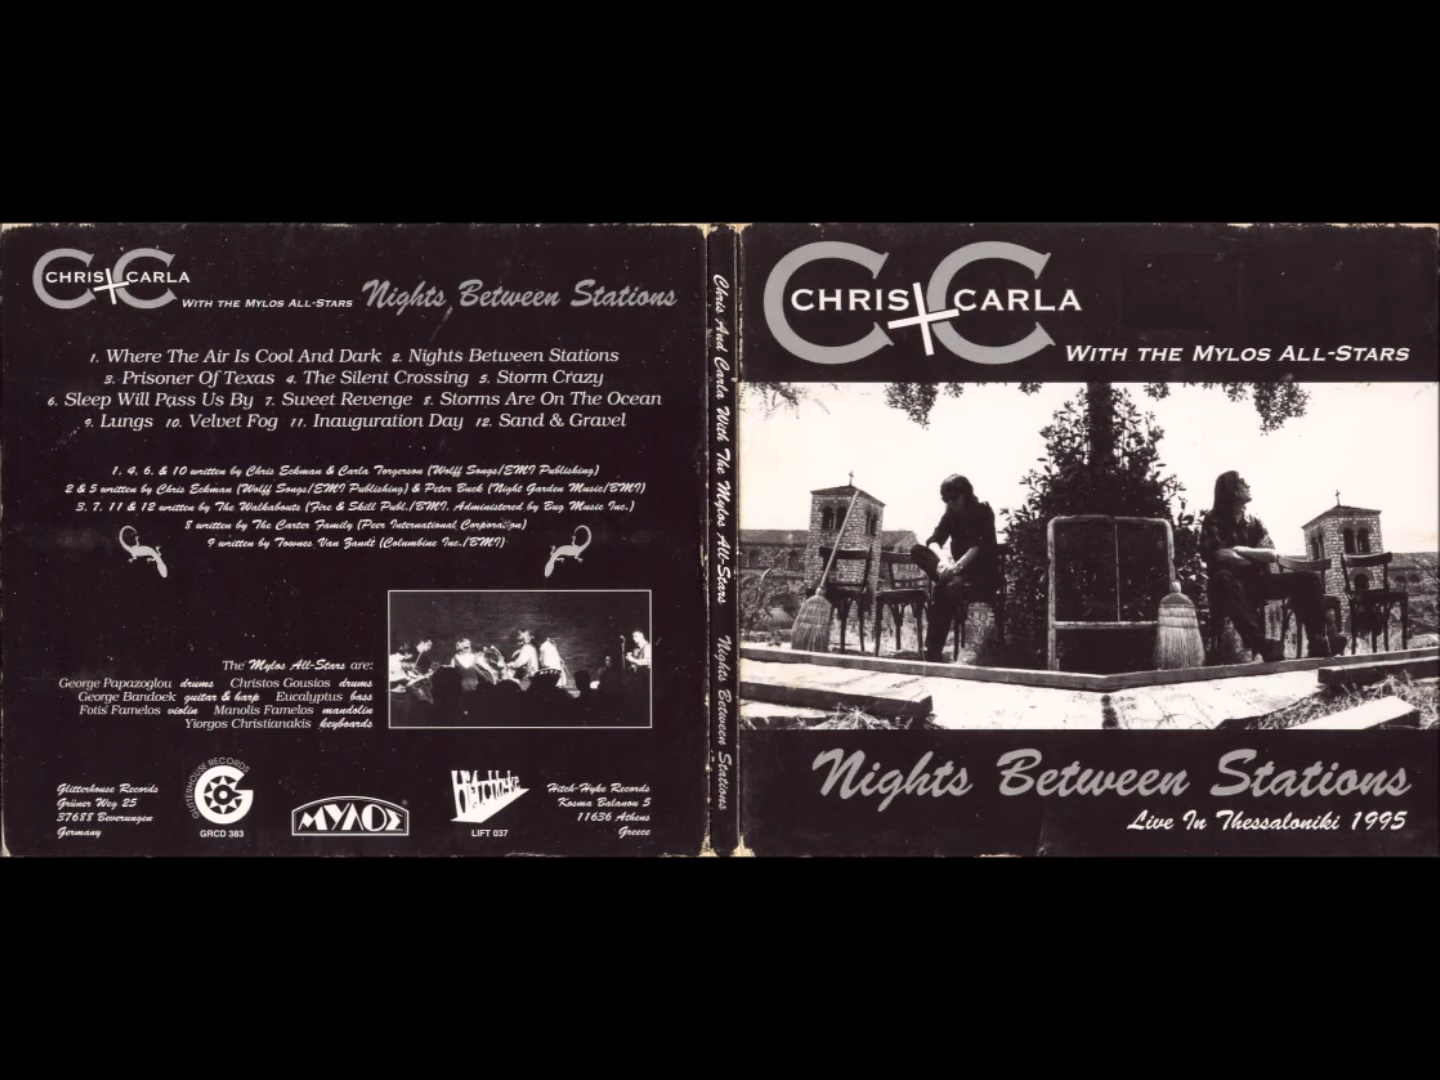 CHRIS + CARLA
WITH THE MYLOS ALL-STARS Nights Between Stations
1. Where The Air Is Cool And Dark 2. Nights Between Stations
3. Prisoner Of Texas 4. The Silent Crossing 5. Storm Crazy
6. Sleep Will Pass Us By 7. Sweet Revenge 8. Storms Are On The Ocean
9. Lungs 10. Velvet Fog 11. Inauguration Day 12. Sand & Gravel
1, 4, 6, & 10 written by Chris Eckman & Carla Torgerson (Wolff Songs/EMI Publishing)
2 & 5 written by Chris Eckman (Wolff Songs/EMI Publishing) & Peter Buck (Night Garden Music/BMI)
3, 7, 11 & 12 written by The Walkabouts (Fire & Skill Publ./BMI, Administered by Bug Music Inc.)
8 written by The Carter Family (Peer International Corporation)
9 written by Townes Van Zandt (Columbine Inc./BMI)
The Mylos All-Stars are:
George Papazoglou drums Christos Gousios drums
George Bandoek guitar & harp Eucalyptus bass
Fotis Famelos violin Manolis Famelos mandolin
Yiorgos Christianakis keyboards
Glitterhouse Records
Grüner Weg 25
37688 Beverungen
Germany
GLITTERHOUSE RECORDS
GRCD 383
ΜΥΛΟΣ®
Hitchhyke
LIFT 037
Hitch-Hyke Records
Kosma Balanou 5
11636 Athens
Greece
Chris And Carla With The Mylos All-Stars Nights Between Stations
CHRIS + CARLA
WITH THE MYLOS ALL-STARS
Nights Between Stations
Live In Thessaloniki 1995